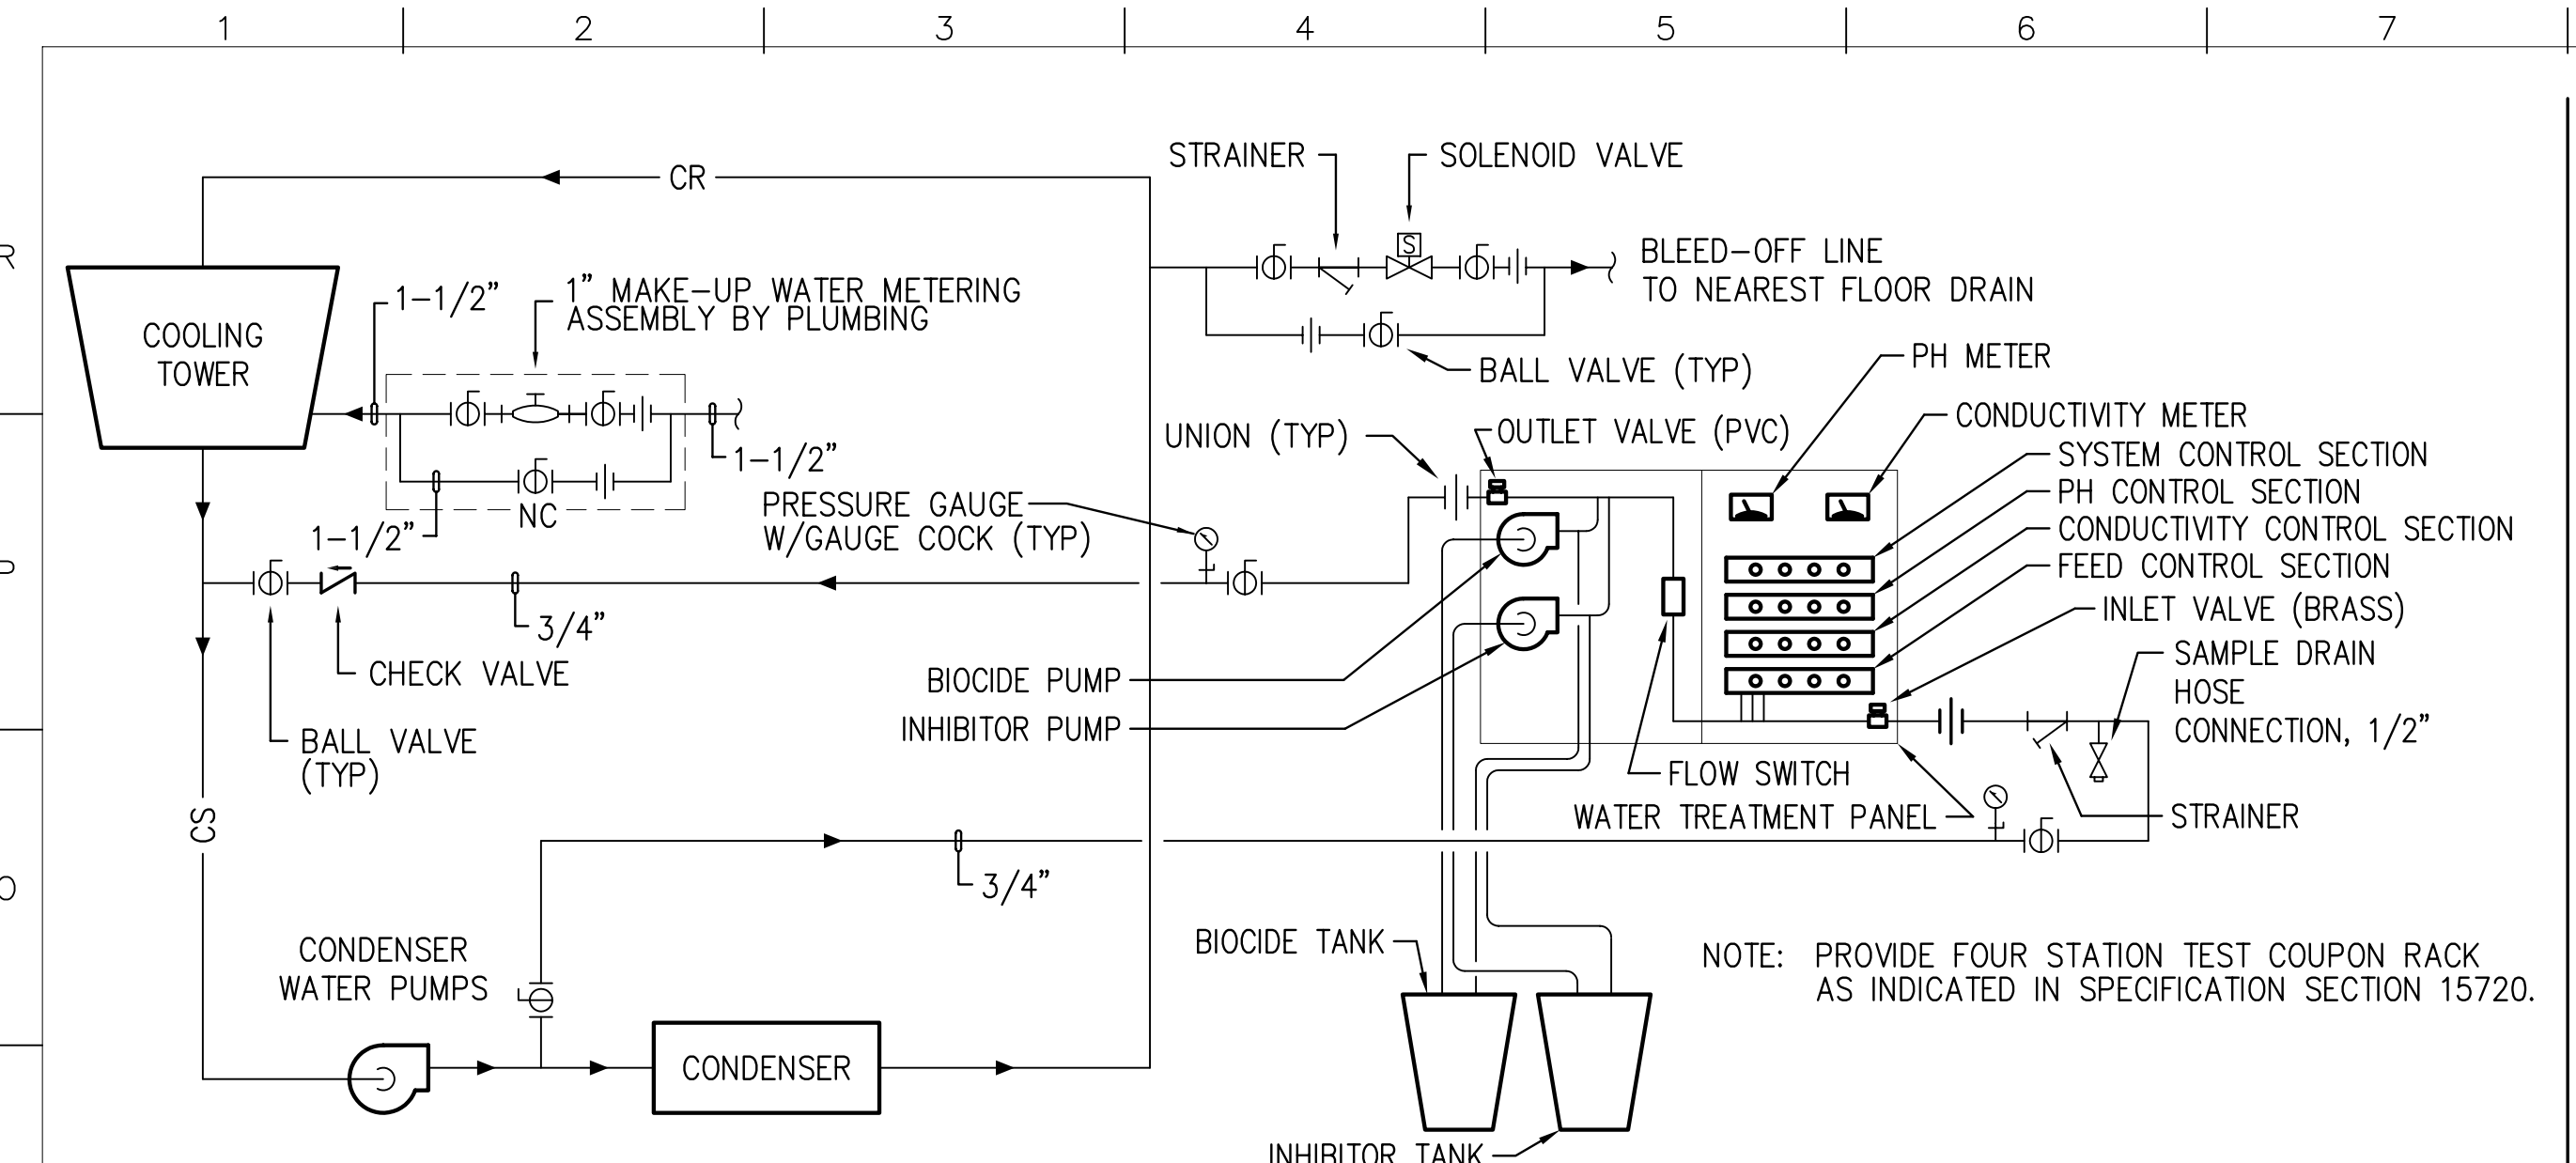 1
2
3
4
5
6
7
R
P
CR
STRAINER
SOLENOID VALVE
S
BLEED-OFF LINE
TO NEAREST FLOOR DRAIN
1-1/2"
1" MAKE-UP WATER METERING
ASSEMBLY BY PLUMBING
COOLING
TOWER
BALL VALVE (TYP)
PH METER
UNION (TYP)
OUTLET VALVE (PVC)
CONDUCTIVITY METER
1-1/2"
SYSTEM CONTROL SECTION
PH CONTROL SECTION
CONDUCTIVITY CONTROL SECTION
FEED CONTROL SECTION
NC
1-1/2"
PRESSURE GAUGE
W/GAUGE COCK (TYP)
INLET VALVE (BRASS)
3/4"
CHECK VALVE
SAMPLE DRAIN
HOSE
CONNECTION, 1/2"
BIOCIDE PUMP
INHIBITOR PUMP
BALL VALVE
(TYP)
FLOW SWITCH
WATER TREATMENT PANEL
STRAINER
CS
3/4"
CONDENSER
WATER PUMPS
BIOCIDE TANK
NOTE: PROVIDE FOUR STATION TEST COUPON RACK
AS INDICATED IN SPECIFICATION SECTION 15720.
CONDENSER
INHIBITOR TANK